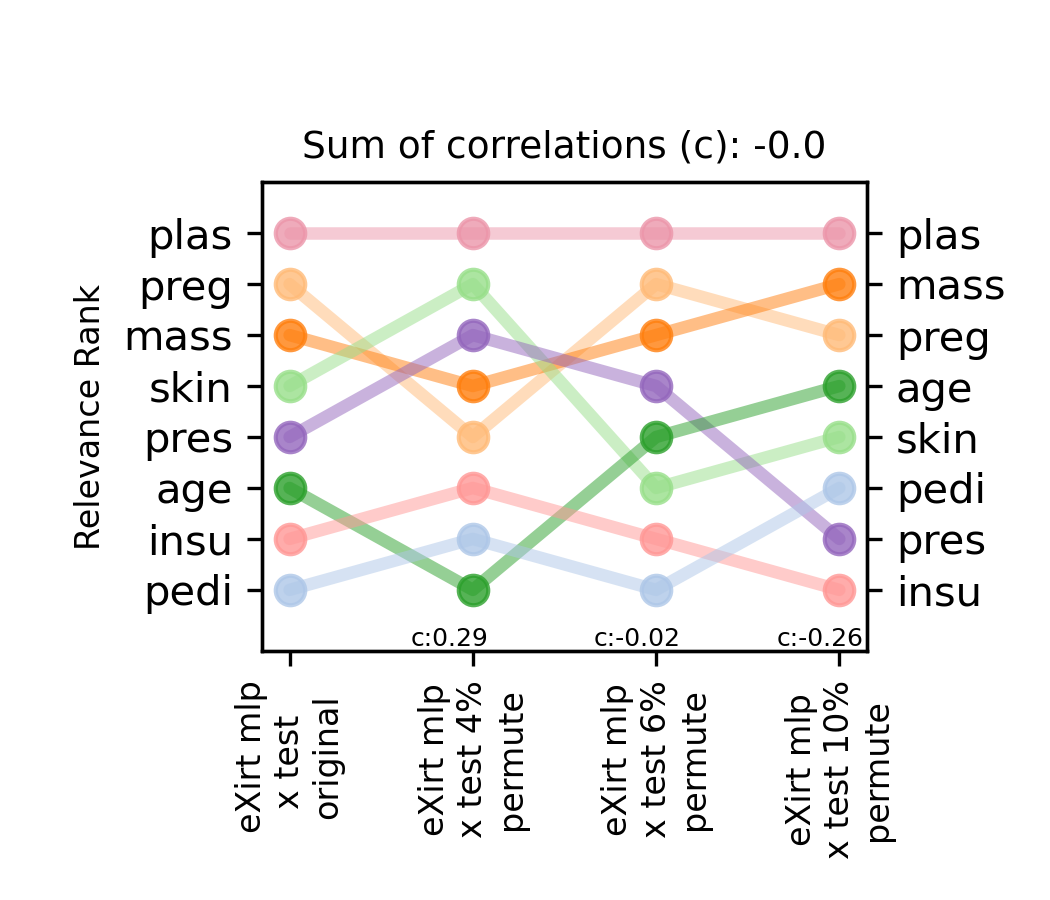 Sum of correlations (c): -0.0
Relevance Rank
plas
preg
mass
skin
pres
age
insu
pedi
plas
mass
preg
age
skin
pedi
pres
insu
c:0.29
c:-0.02
c:-0.26
eXirt mlp
x test
original
eXirt mlp
x test 4%
permute
eXirt mlp
x test 6%
permute
eXirt mlp
x test 10%
permute